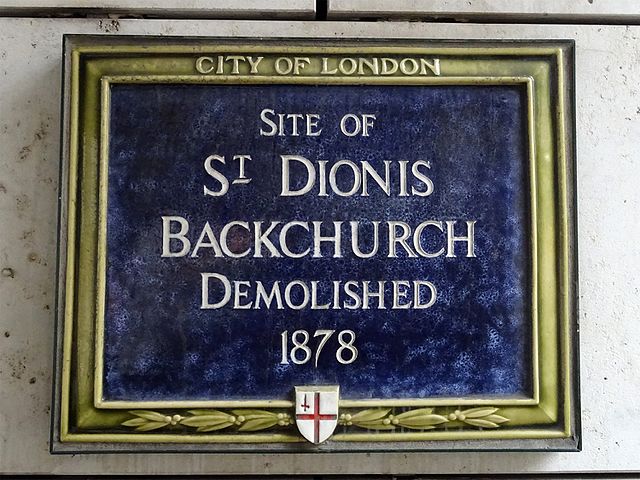 CITY OF LONDON
SITE OF
ST DIONIS
BACKCHURCH
DEMOLISHED
1878